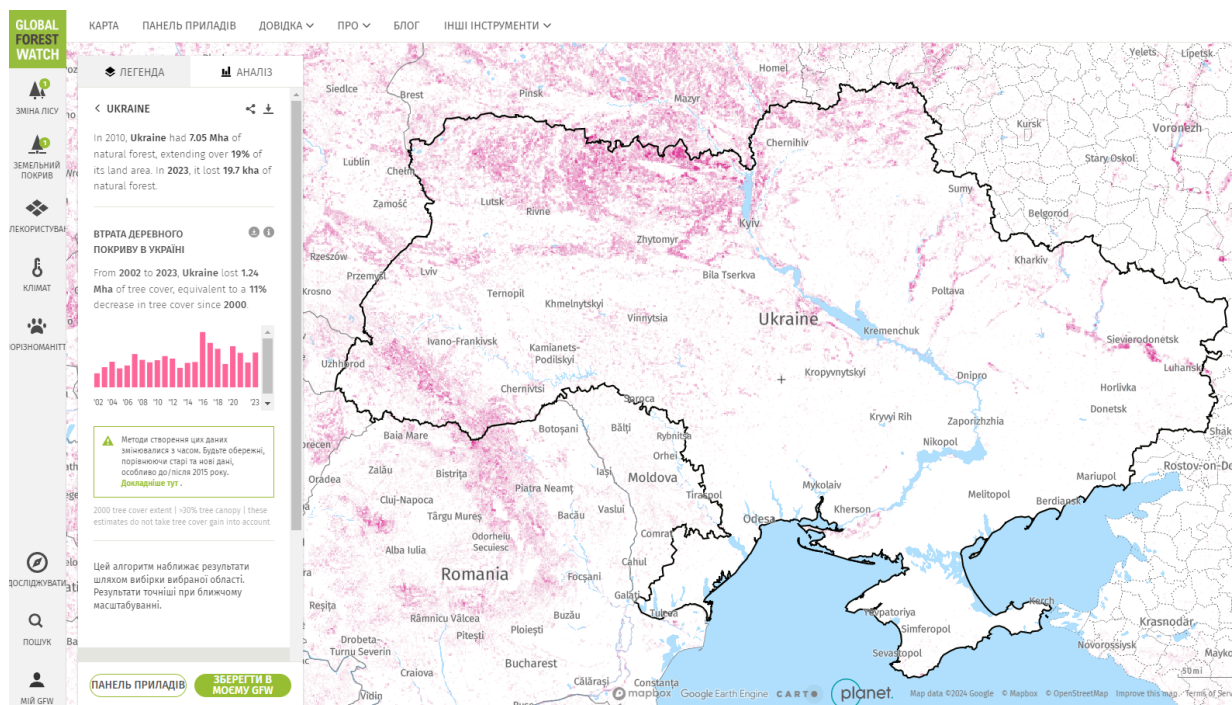 GLOBAL
FOREST
WATCH
КАРТА
ПАНЕЛЬ ПРИЛАДІВ
ДОВІДКА
ПРО
БЛОГ
ІНШІ ІНСТРУМЕНТИ
1
ЗМІНА ЛІСУ
1
ЗЕМЕЛЬНИЙ
ПОКРИВ
ЛЕКОРИСТУВАН
КЛІМАТ
ОРІЗНОМАНІТТ
ДОСЛІДЖУВАТИ
ПОШУК
МІЙ GFW
ЛЕГЕНДА
АНАЛІЗ
UKRAINE
In 2010, Ukraine had 7.05 Mha of
natural forest, extending over 19% of
its land area. In 2023, it lost 19.7 kha of
natural forest.
ВТРАТА ДЕРЕВНОГО
ПОКРИВУ В УКРАЇНІ
From 2002 to 2023, Ukraine lost 1.24
Mha of tree cover, equivalent to a 11%
decrease in tree cover since 2000.
'02 '04 '06 '08 '10 '12 '14 '16 '18 '20 '23
Методи створення цих даних
змінювалися з часом. Будьте обережні,
порівнюючи старі та нові дані,
особливо до/після 2015 року.
Докладніше тут .
2000 tree cover extent | >30% tree canopy | these
estimates do not take tree cover gain into account
Цей алгоритм наближає результати
шляхом вибірки вибраної області.
Результати точніші при ближчому
масштабуванні.
ПАНЕЛЬ ПРИЛАДІВ
ЗБЕРЕГТИ В
МОЄМУ GFW
Yelets
Lipetsk
Homel
Siedlce
Brest
Pinsk
Mazyr
Kursk
Voronezh
Chernihiv
Stary Oskol
Lublin
Chełm
Sumy
Zamość
Lutsk
Rivne
Belgorod
Kyiv
Zhytomyr
Kharkiv
Rzeszów
Przemyśl
Lviv
Bila Tserkva
Krosno
Ternopil
Khmelnytskyi
Poltava
Vinnytsia
Ukraine
Kremenchuk
Ivano-Frankivsk
Kamianets-
Podilskyi
Sievierodonetsk
Uzhhorod
Luhansk
Kropyvnytskyi
Dnipro
Chernivtsi
Horlivka
Soroca
Donetsk
Kryvyi Rih
Zaporizhzhia
Botoșani
Bălți
Baia Mare
Rybnitsa
Nikopol
Shak
Orhei
Rostov-on-Do
Zalău
Bistrița
Iași
Oradea
Moldova
Mariupol
Piatra Neamț
Mykolaiv
Cluj-Napoca
Tiraspol
Melitopol
Berdiansk
Vaslui
Târgu Mureș
Bacău
Kherson
Odesa
Odorheiu
Secuiesc
Comrat
Alba Iulia
Cahul
Romania
Focșani
Galați
Kerch
Reșița
Yevpatoriya
Tulcea
Râmnicu Vâlcea
Buzău
Krasnodar
Simferopol
Ploiești
Pitești
Drobeta-
Turnu Severin
Novorossiysk
Sevastopol
Mayko
Bucharest
Craiova
50mi
Călărași
Constanța
Vidin
mapbox
Google Earth Engine
CARTO
planet.
Map data ©2024 Google
© Mapbox
© OpenStreetMap
Improve this map
Terms of Serv